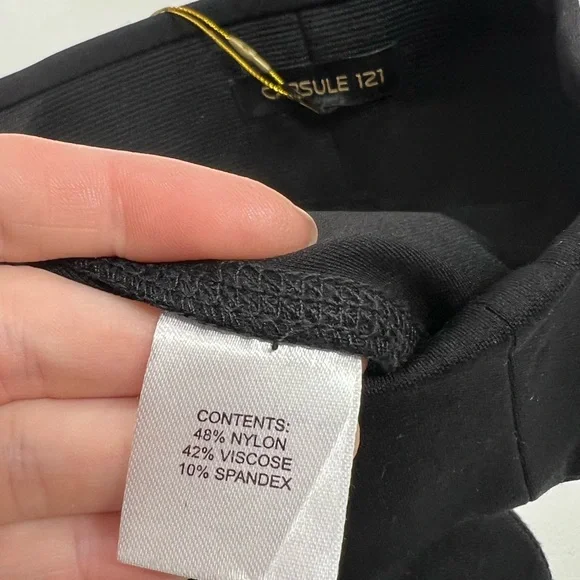 CAPSULE 121
CONTENTS:
48% NYLON
42% VISCOSE
10% SPANDEX